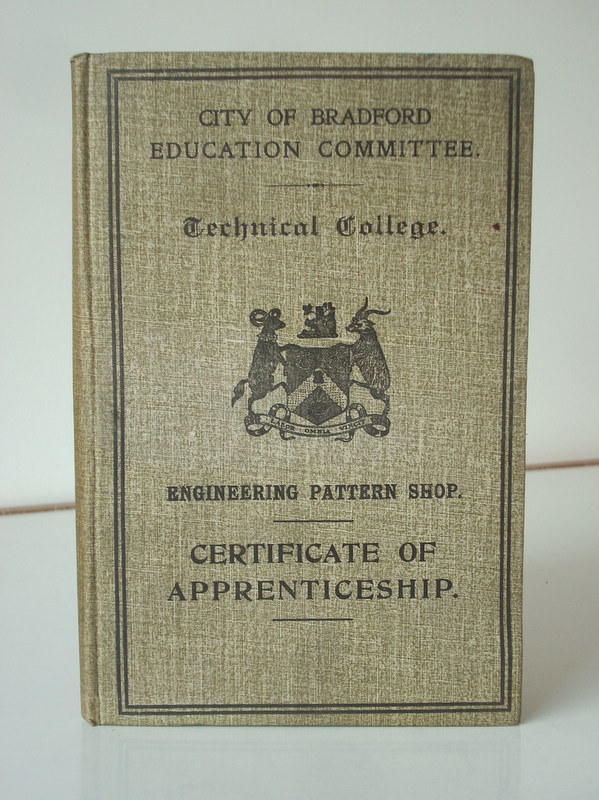 CITY OF BRADFORD
EDUCATION COMMITTEE.
Technical College.
LABOR OMNIA VINCIT
ENGINEERING PATTERN SHOP.
CERTIFICATE OF
APPRENTICESHIP.